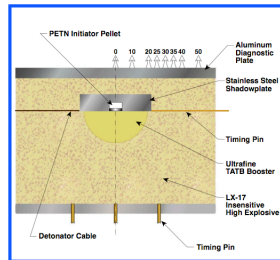 PETN Initiator Pellet
0 10 20 25 30 35 40 50
Aluminum
Diagnostic
Plate
Stainless Steel
Shadowplate
Timing Pin
Ultrafine
TATB Booster
LX-17
Insensitive
High Explosive
Detonator Cable
Timing Pin